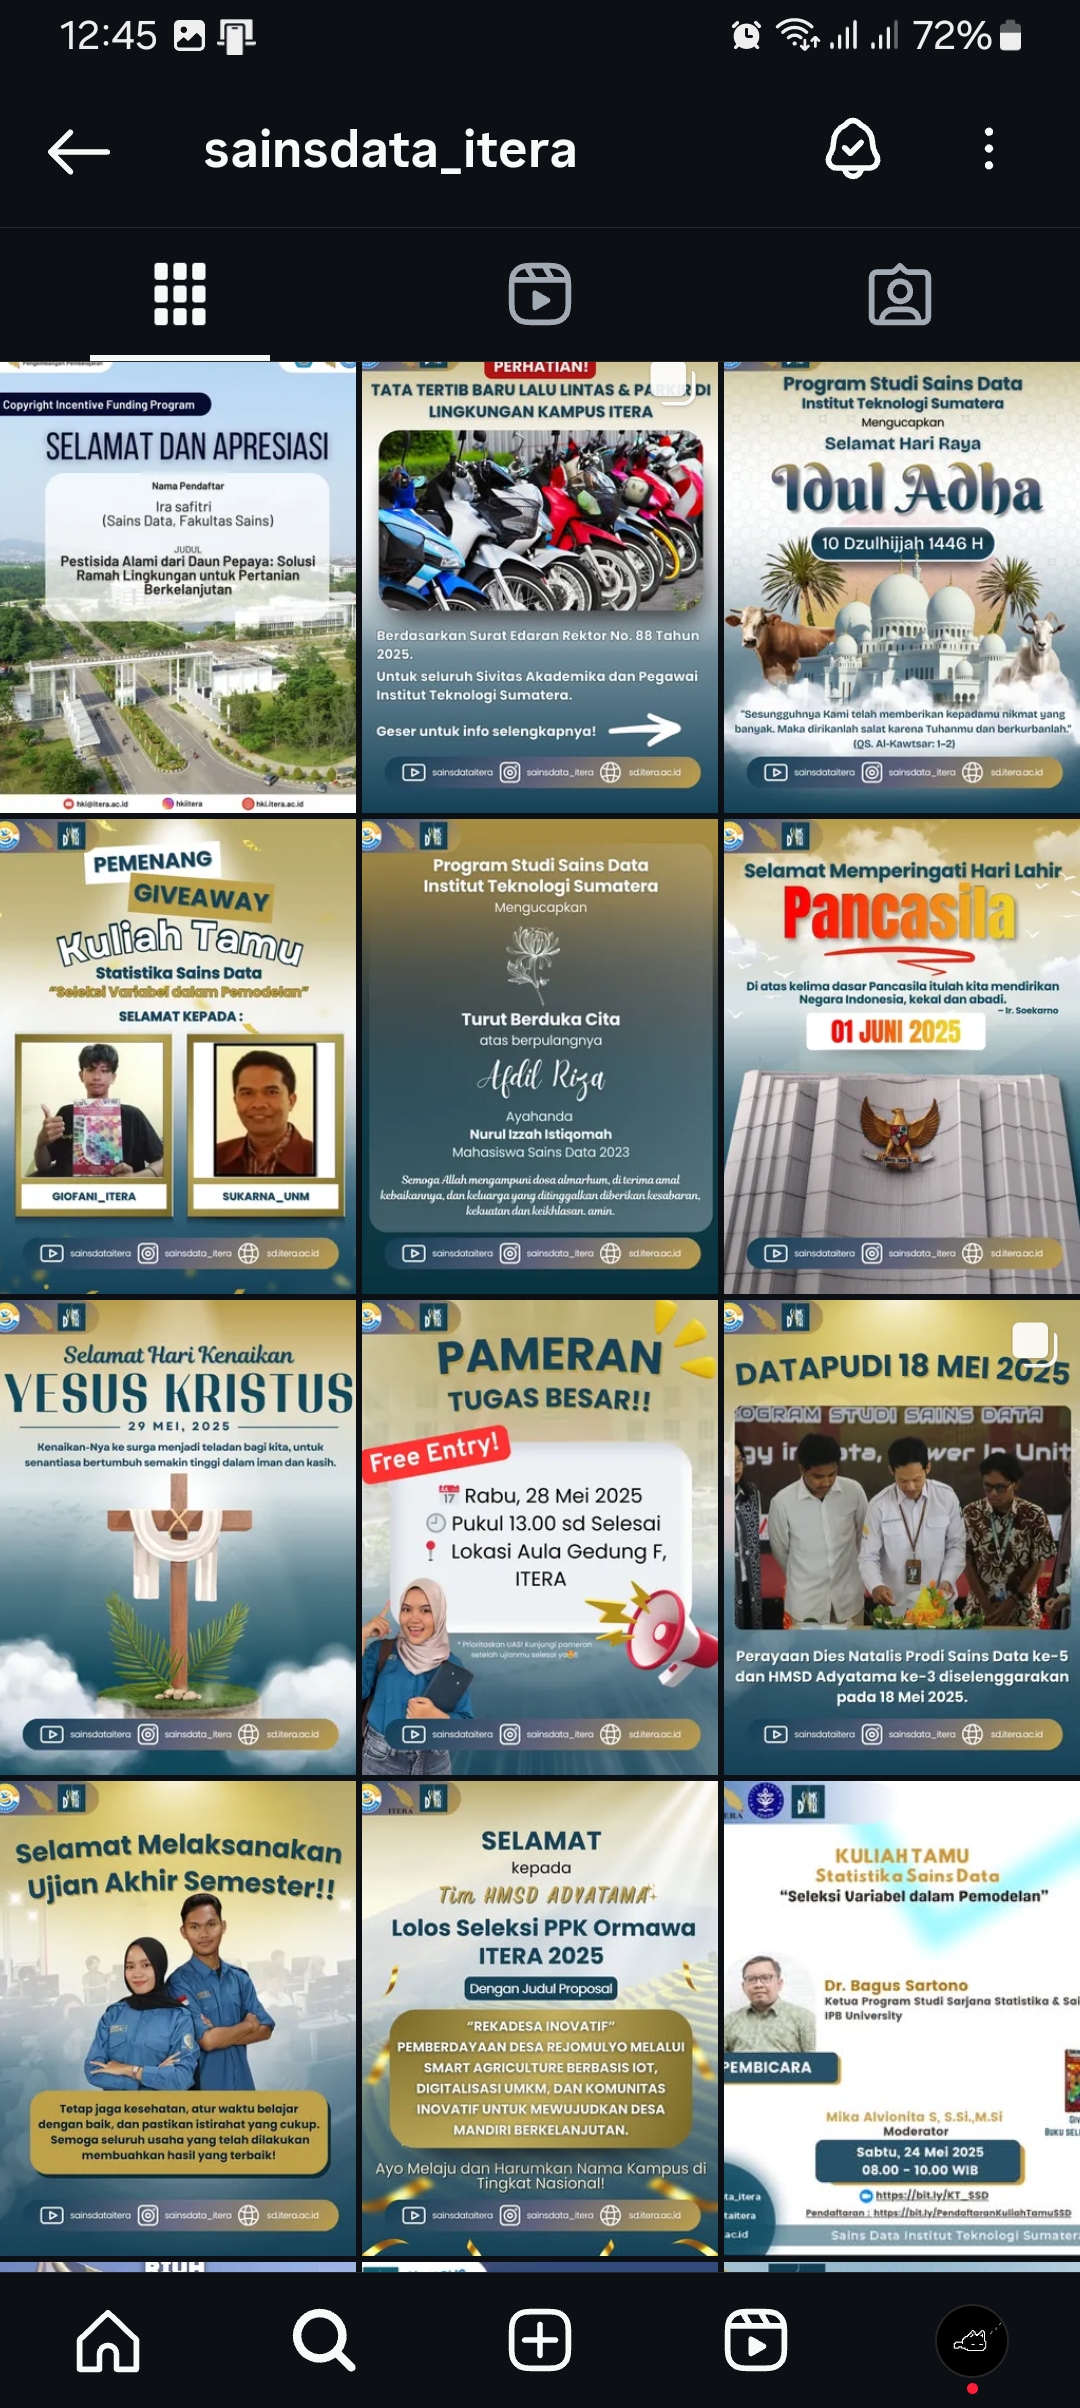 12:45
72%
sainsdata_itera
Copyright Incentive Funding Program
SELAMAT DAN APRESIASI
Nama Pendaftar
Ira safitri
(Sains Data, Fakultas Sains)
JUDUL
Pestisida Alami dari Daun Pepaya: Solusi
Ramah Lingkungan untuk Pertanian
Berkelanjutan
hki@itera.ac.id hkiitera hki.itera.ac.id
PERHATIAN!
TATA TERTIB BARU LALU LINTAS & PARKIR DI
LINGKUNGAN KAMPUS ITERA
Berdasarkan Surat Edaran Rektor No. 88 Tahun
2025.
Untuk seluruh Sivitas Akademika dan Pegawai
Institut Teknologi Sumatera.
Geser untuk info selengkapnya!
sainsdataitera sainsdata_itera sd.itera.ac.id
Program Studi Sains Data
Institut Teknologi Sumatera
Mengucapkan
Selamat Hari Raya
Idul Adha
10 Dzulhijjah 1446 H
"Sesungguhnya Kami telah memberikan kepadamu nikmat yang
banyak. Maka dirikanlah salat karena Tuhanmu dan berkurbanlah."
(QS. Al-Kawtsar: 1-2)
sainsdataitera sainsdata_itera sd.itera.ac.id
PEMENANG
GIVEAWAY
Kuliah Tamu
Statistika Sains Data
"Seleksi Variabel dalam Pemodelan"
SELAMAT KEPADA :
GIOFANI_ITERA
SUKARNA_UNM
sainsdataitera sainsdata_itera sd.itera.ac.id
Program Studi Sains Data
Institut Teknologi Sumatera
Mengucapkan
Turut Berduka Cita
atas berpulangnya
Afdil Riza
Ayahanda
Nurul Izzah Istiqomah
Mahasiswa Sains Data 2023
Semoga Allah mengampuni dosa almarhum, di terima amal
kebaikannya, dan keluarga yang ditinggalkan diberikan kesabaran,
kekuatan dan keikhlasan. amin.
sainsdataitera sainsdata_itera sd.itera.ac.id
Selamat Memperingati Hari Lahir
Pancasila
Di atas kelima dasar Pancasila itulah kita mendirikan
Negara Indonesia, kekal dan abadi.
– Ir. Soekarno
01 JUNI 2025
sainsdataitera sainsdata_itera sd.itera.ac.id
Selamat Hari Kenaikan
YESUS KRISTUS
29 MEI, 2025
Kenaikan-Nya ke surga menjadi teladan bagi kita, untuk
senantiasa bertumbuh semakin tinggi dalam iman dan kasih.
sainsdataitera sainsdata_itera sd.itera.ac.id
PAMERAN
TUGAS BESAR!!
Free Entry!
Rabu, 28 Mei 2025
Pukul 13.00 sd Selesai
Lokasi Aula Gedung F,
ITERA
* Prioritaskan UAS! Kunjungi pameran
setelah ujianmu selesai ya!!
sainsdataitera sainsdata_itera sd.itera.ac.id
DATAPUDI 18 MEI 2025
OGRAM STUDI SAINS DATA
Perayaan Dies Natalis Prodi Sains Data ke-5
dan HMSD Adyatama ke-3 diselenggarakan
pada 18 Mei 2025.
sainsdataitera sainsdata_itera sd.itera.ac.id
Selamat Melaksanakan
Ujian Akhir Semester!!
Tetap jaga kesehatan, atur waktu belajar
dengan baik, dan pastikan istirahat yang cukup.
Semoga seluruh usaha yang telah dilakukan
membuahkan hasil yang terbaik!
sainsdataitera sainsdata_itera sd.itera.ac.id
ITERA
SELAMAT
kepada
Tim HMSD ADYATAMA
Lolos Seleksi PPK Ormawa
ITERA 2025
Dengan Judul Proposal
"REKADESA INOVATIF"
PEMBERDAYAAN DESA REJOMULYO MELALUI
SMART AGRICULTURE BERBASIS IOT,
DIGITALISASI UMKM, DAN KOMUNITAS
INOVATIF UNTUK MEWUJUDKAN DESA
MANDIRI BERKELANJUTAN.
Ayo Melaju dan Harumkan Nama Kampus di
Tingkat Nasional!
sainsdataitera sainsdata_itera sd.itera.ac.id
KULIAH TAMU
Statistika Sains Data
"Seleksi Variabel dalam Pemodelan"
Dr. Bagus Sartono
Ketua Program Studi Sarjana Statistika & Sai
IPB University
PEMBICARA
Mika Alvionita S, S.Si.,M.Si
Moderator
Sabtu, 24 Mei 2025
08.00 - 10.00 WIB
https://bit.ly/KT_SSD
Pendaftaran : https://bit.ly/PendaftaranKuliahTamuSSD
ta_itera
taitera
ac.id
Sains Data Institut Teknologi Sumatera